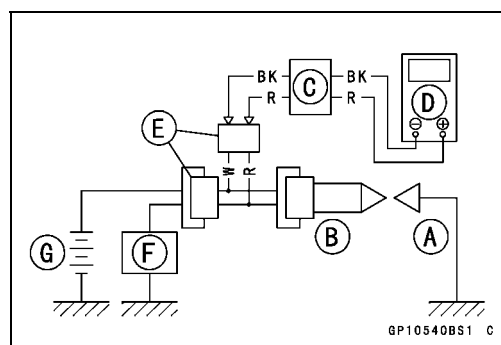 BK C BK
R R D
⊖ ⊕
E
W R
G F B A
GP10540BS1 C